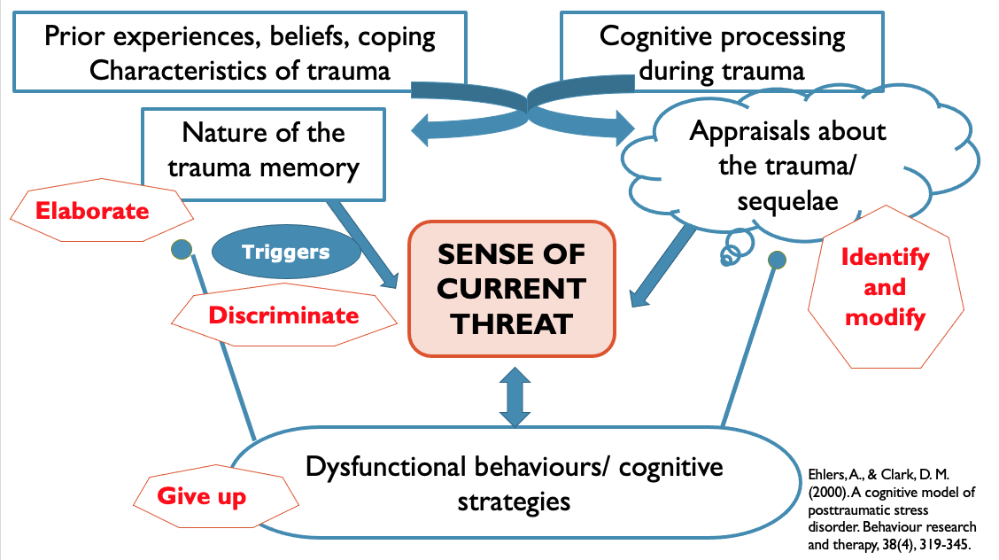 Prior experiences, beliefs, coping
Characteristics of trauma
Cognitive processing
during trauma
Nature of the
trauma memory
Appraisals about
the trauma/
sequelae
Elaborate
Triggers
Discriminate
SENSE OF
CURRENT
THREAT
Identify
and
modify
Dysfunctional behaviours/ cognitive
strategies
Give up
Ehlers, A., & Clark, D. M.
(2000). A cognitive model of
posttraumatic stress
disorder. Behaviour research
and therapy, 38(4), 319-345.